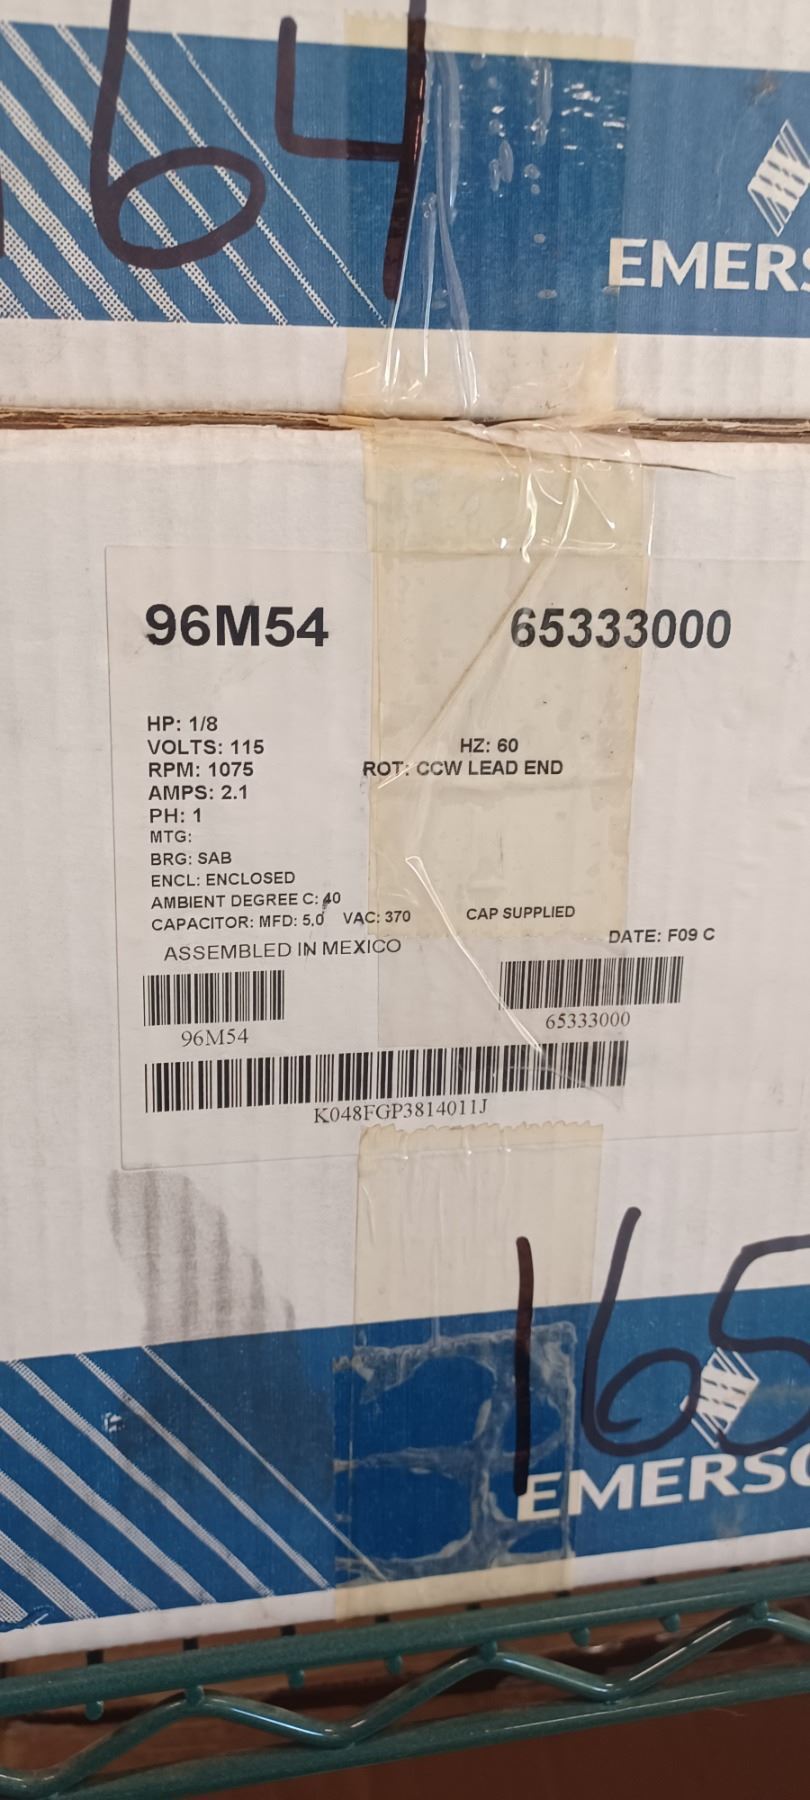 64
EMERS
96M54 65333000
HP: 1/8
VOLTS: 115 HZ: 60
RPM: 1075 ROT: CCW LEAD END
AMPS: 2.1
PH: 1
MTG:
BRG: SAB
ENCL: ENCLOSED
AMBIENT DEGREE C: 40
CAPACITOR: MFD: 5.0 VAC: 370 CAP SUPPLIED
ASSEMBLED IN MEXICO DATE: F09 C
96M54 65333000
K048FGP3814011J
165
EMERSO